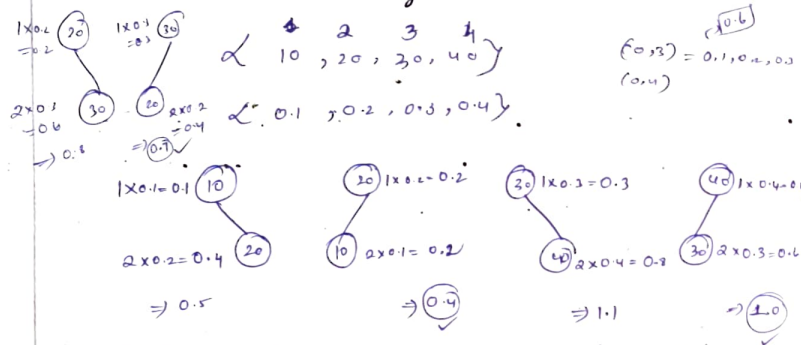 1x0.2 =0.2 20
1x0.3 =0.3 30
1 2 3 4
{ 10 , 20 , 30 , 40 }
0.6
(0,3) = 0.1, 0.2, 0.3
(0,4)
2x0.3 =0.6 30
20 2x0.2 =0.4
{ 0.1 , 0.2 , 0.3 , 0.4 }
=> 0.8
=> 0.7 ✓
1x0.1=0.1 10
20 1x0.2=0.2
30 1x0.3=0.3
40 1x0.4=0.
2x0.2=0.4 20
10 2x0.1=0.2
40 2x0.4=0.8
30 2x0.3=0.6
=> 0.5
=> 0.4 ✓
=> 1.1
=> 1.0 ✓